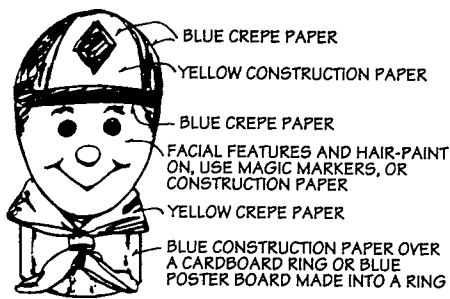 BLUE CREPE PAPER
YELLOW CONSTRUCTION PAPER
BLUE CREPE PAPER
FACIAL FEATURES AND HAIR-PAINT
ON, USE MAGIC MARKERS, OR
CONSTRUCTION PAPER
YELLOW CREPE PAPER
BLUE CONSTRUCTION PAPER OVER
A CARDBOARD RING OR BLUE
POSTER BOARD MADE INTO A RING